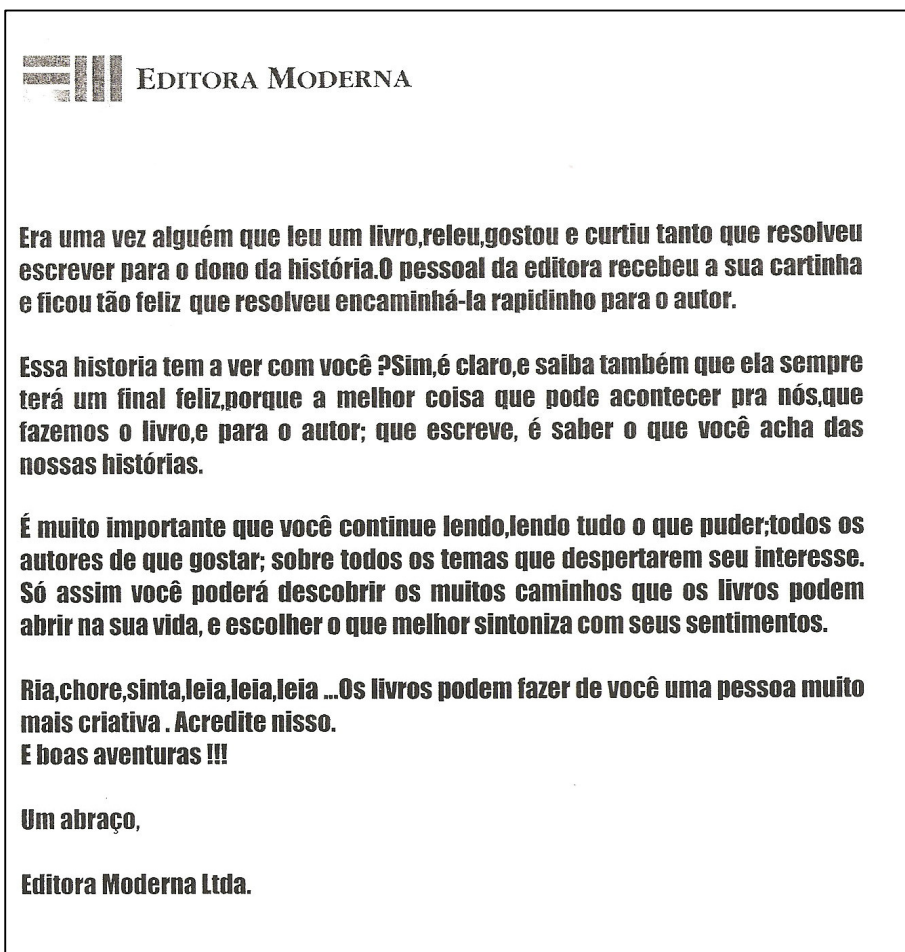 EDITORA MODERNA
Era uma vez alguém que leu um livro,releu,gostou e curtiu tanto que resolveu
escrever para o dono da história.O pessoal da editora recebeu a sua cartinha
e ficou tão feliz que resolveu encaminhá-la rapidinho para o autor.
Essa historia tem a ver com você ?Sim,é claro,e saiba também que ela sempre
terá um final feliz,porque a melhor coisa que pode acontecer pra nós,que
fazemos o livro,e para o autor; que escreve, é saber o que você acha das
nossas histórias.
É muito importante que você continue lendo,lendo tudo o que puder;todos os
autores de que gostar; sobre todos os temas que despertarem seu interesse.
Só assim você poderá descobrir os muitos caminhos que os livros podem
abrir na sua vida, e escolher o que melhor sintoniza com seus sentimentos.
Ria,chore,sinta,leia,leia,leia ...Os livros podem fazer de você uma pessoa muito
mais criativa . Acredite nisso.
E boas aventuras !!!
Um abraço,
Editora Moderna Ltda.